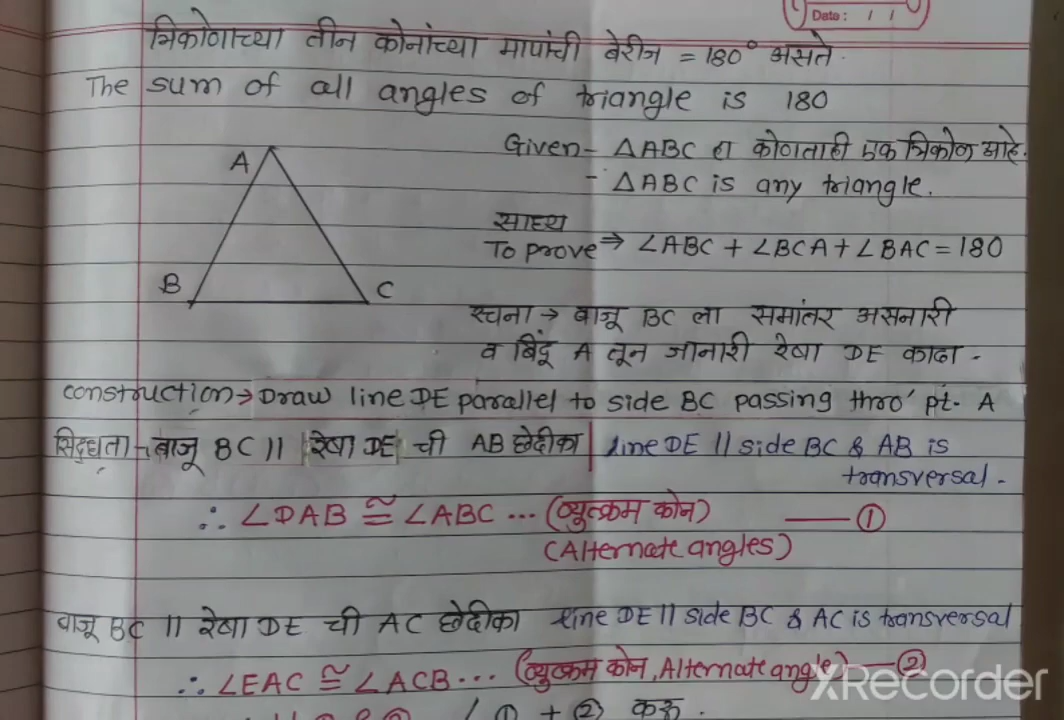 Date : / /
त्रिकोणाच्या तीन कोनांच्या मापांची बेरीज = 180° असते.
The sum of all angles of triangle is 180
Given - △ABC हा कोणताही एक त्रिकोण आहे.
- △ABC is any triangle.
A
B
C
साध्य
To prove ⇒ ∠ABC + ∠BCA + ∠BAC = 180
रचना → बाजू BC ला समांतर असनारी
व बिंदू A तून जानारी रेषा DE काढा.
construction → Draw line DE parallel to side BC passing thro' pt. A
सिद्धता → बाजू BC || रेषा DE ची AB छेदीका | line DE || side BC & AB is
transversal.
∴ ∠DAB ≅ ∠ABC ... (व्युत्क्रम कोन) —— ①
(Alternate angles)
बाजू BC || रेषा DE ची AC छेदीका line DE || side BC & AC is transversal
∴ ∠EAC ≅ ∠ACB ... (व्युत्क्रम कोन, Alternate angle) — ②
① + ② करू.
XRecorder